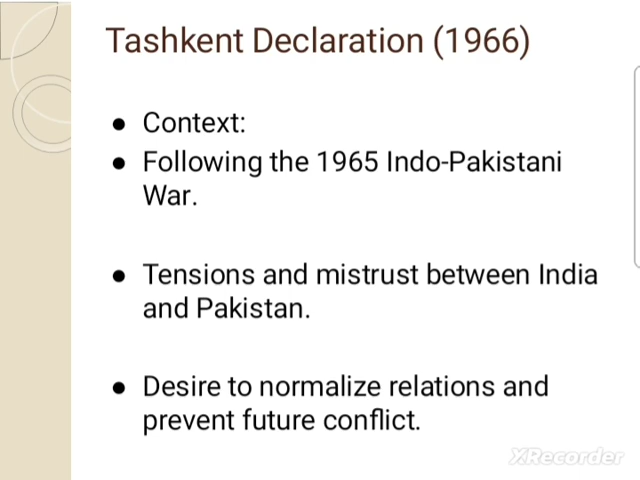 Tashkent Declaration (1966)
● Context:
● Following the 1965 Indo-Pakistani
War.
● Tensions and mistrust between India
and Pakistan.
● Desire to normalize relations and
prevent future conflict.
XRecorder